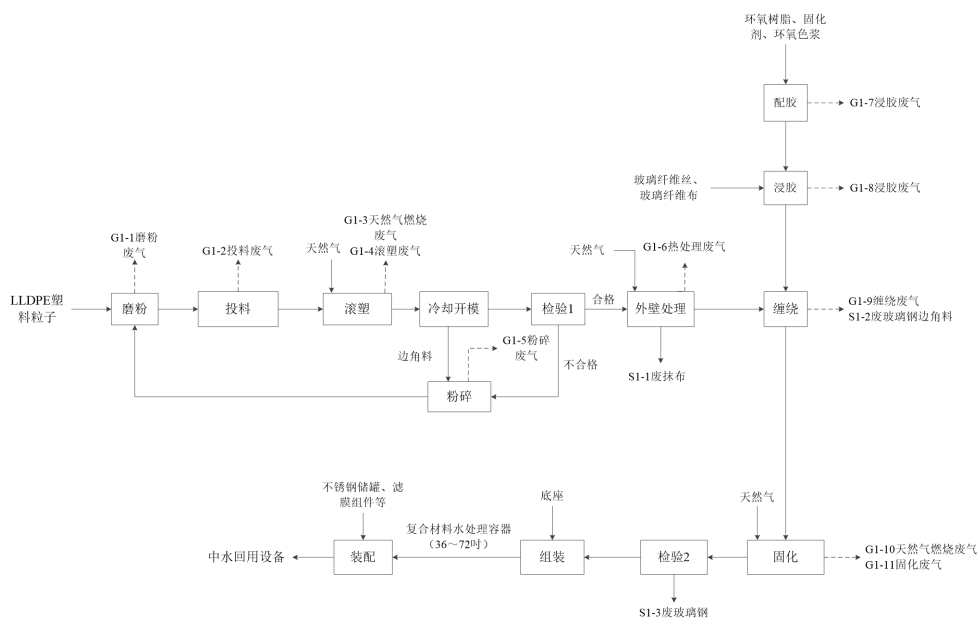 环氧树脂、固化
剂、环氧色浆
配胶
G1-7浸胶废气
玻璃纤维丝、
玻璃纤维布
浸胶
G1-8浸胶废气
G1-1磨粉
废气
G1-2投料废气
天然气
G1-3天然气燃烧
废气
G1-4滚塑废气
天然气
G1-6热处理废气
LLDPE塑
料粒子
磨粉
投料
滚塑
冷却开模
检验1
合格
外壁处理
缠绕
G1-9缠绕废气
S1-2废玻璃钢边角料
边角料
G1-5粉碎
废气
不合格
S1-1废抹布
粉碎
不锈钢储罐、滤
膜组件等
底座
天然气
中水回用设备
装配
复合材料水处理容器
（36～72吋）
组装
检验2
固化
G1-10天然气燃烧废气
G1-11固化废气
S1-3废玻璃钢